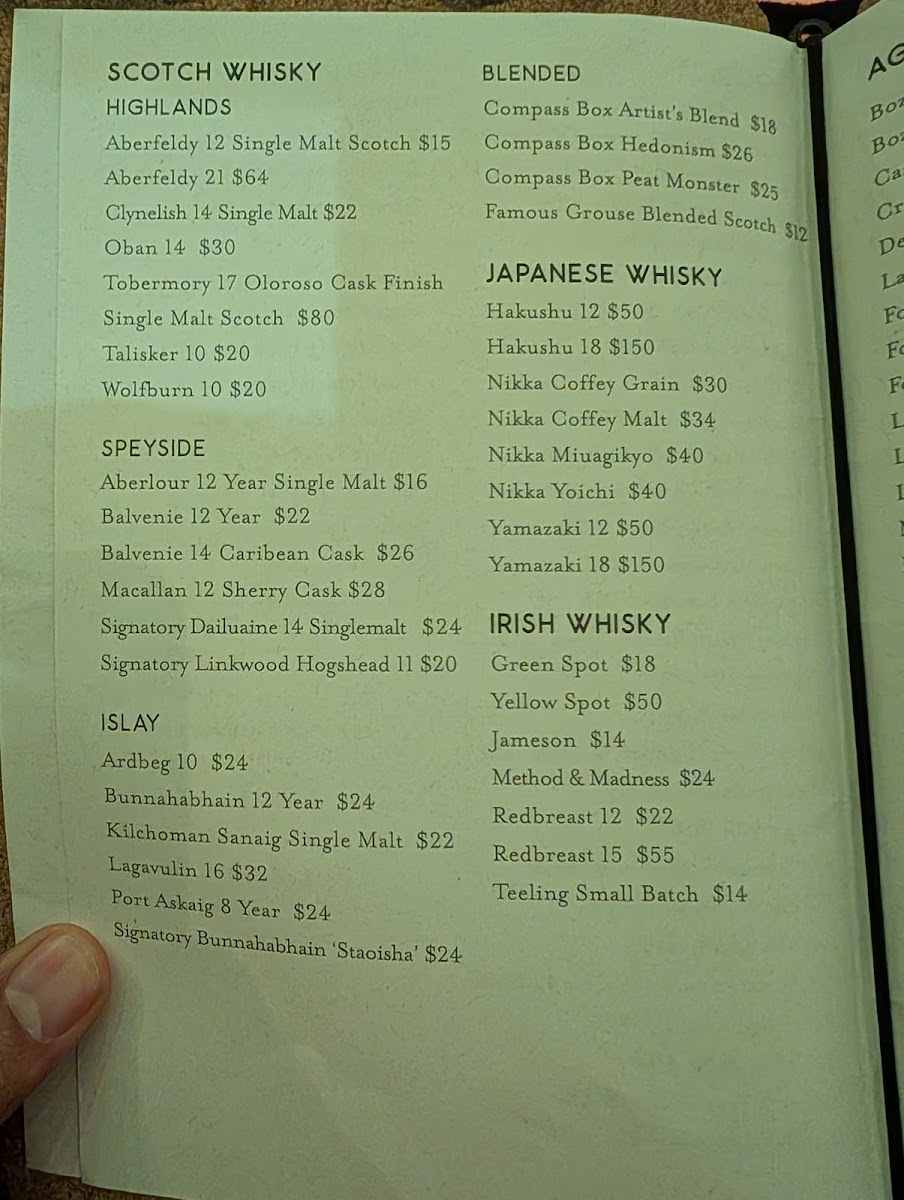 SCOTCH WHISKY
HIGHLANDS
Aberfeldy 12 Single Malt Scotch $15
Aberfeldy 21 $64
Clynelish 14 Single Malt $22
Oban 14 $30
Tobermory 17 Oloroso Cask Finish
Single Malt Scotch $80
Talisker 10 $20
Wolfburn 10 $20
SPEYSIDE
Aberlour 12 Year Single Malt $16
Balvenie 12 Year $22
Balvenie 14 Caribean Cask $26
Macallan 12 Sherry Cask $28
Signatory Dailuaine 14 Singlemalt $24
Signatory Linkwood Hogshead 11 $20
ISLAY
Ardbeg 10 $24
Bunnahabhain 12 Year $24
Kilchoman Sanaig Single Malt $22
Lagavulin 16 $32
Port Askaig 8 Year $24
Signatory Bunnahabhain ‘Staoisha’ $24
BLENDED
Compass Box Artist's Blend $18
Compass Box Hedonism $26
Compass Box Peat Monster $25
Famous Grouse Blended Scotch $12
JAPANESE WHISKY
Hakushu 12 $50
Hakushu 18 $150
Nikka Coffey Grain $30
Nikka Coffey Malt $34
Nikka Miuagikyo $40
Nikka Yoichi $40
Yamazaki 12 $50
Yamazaki 18 $150
IRISH WHISKY
Green Spot $18
Yellow Spot $50
Jameson $14
Method & Madness $24
Redbreast 12 $22
Redbreast 15 $55
Teeling Small Batch $14